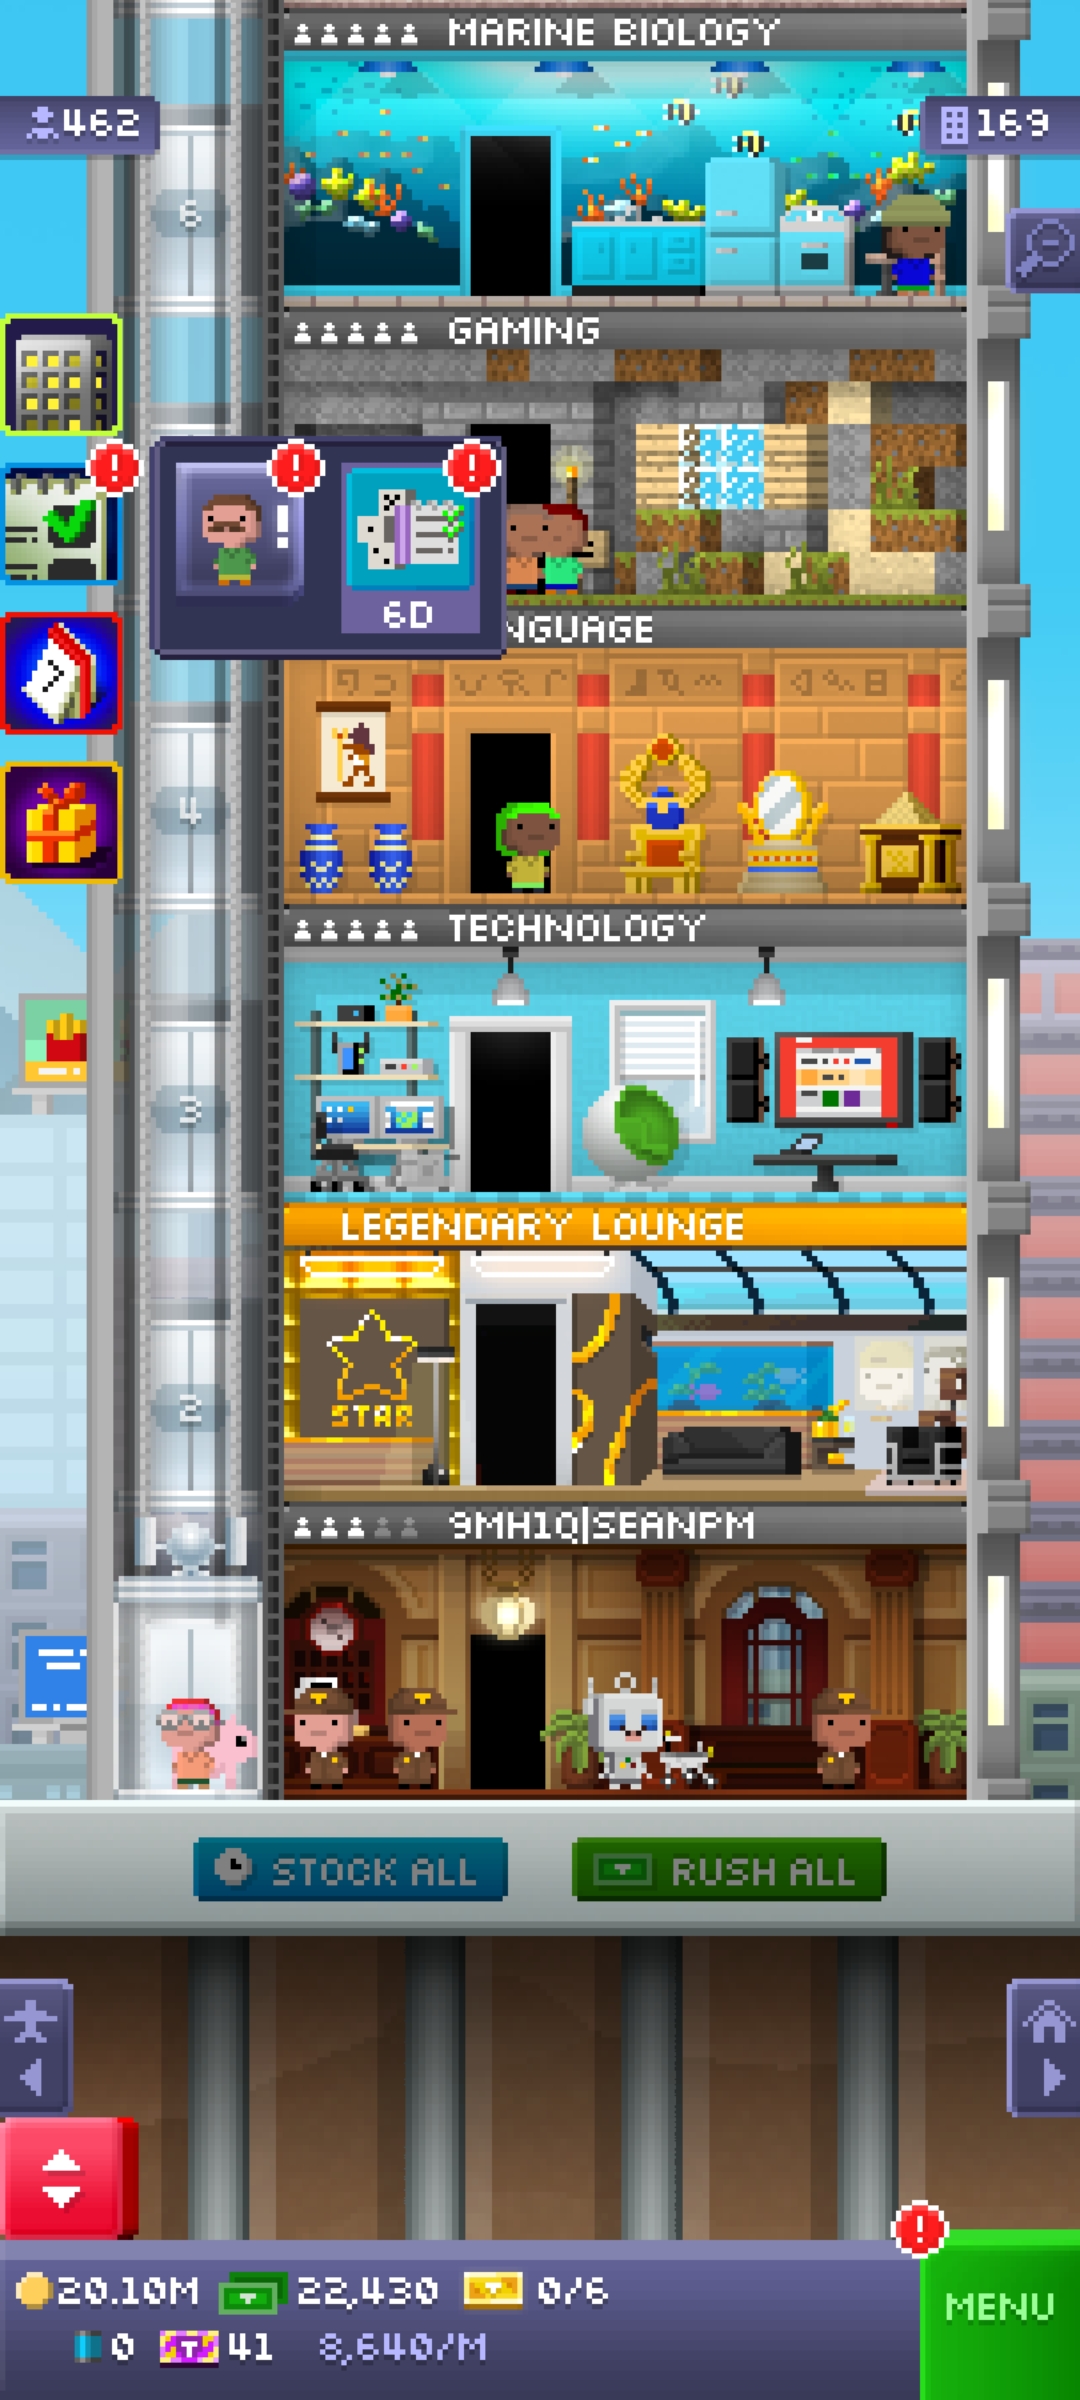 MARINE BIOLOGY
462
169
6
GAMING
!
!
!
!
6D
NGUAGE
7
4
TECHNOLOGY
3
LEGENDARY LOUNGE
STAR
2
9MH1Q|SEANPM
STOCK ALL
RUSH ALL
!
20.10M 22,430 0/6
MENU
0 41 8,640/M